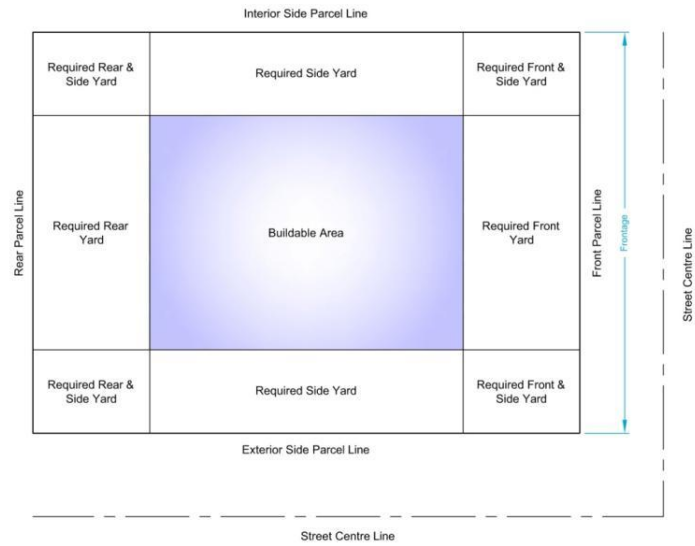 Interior Side Parcel Line
Required Rear &
Side Yard
Required Side Yard
Required Front &
Side Yard
Rear Parcel Line
Required Rear
Yard
Buildable Area
Required Front
Yard
Front Parcel Line
Frontage
Street Centre Line
Required Rear &
Side Yard
Required Side Yard
Required Front &
Side Yard
Exterior Side Parcel Line
Street Centre Line